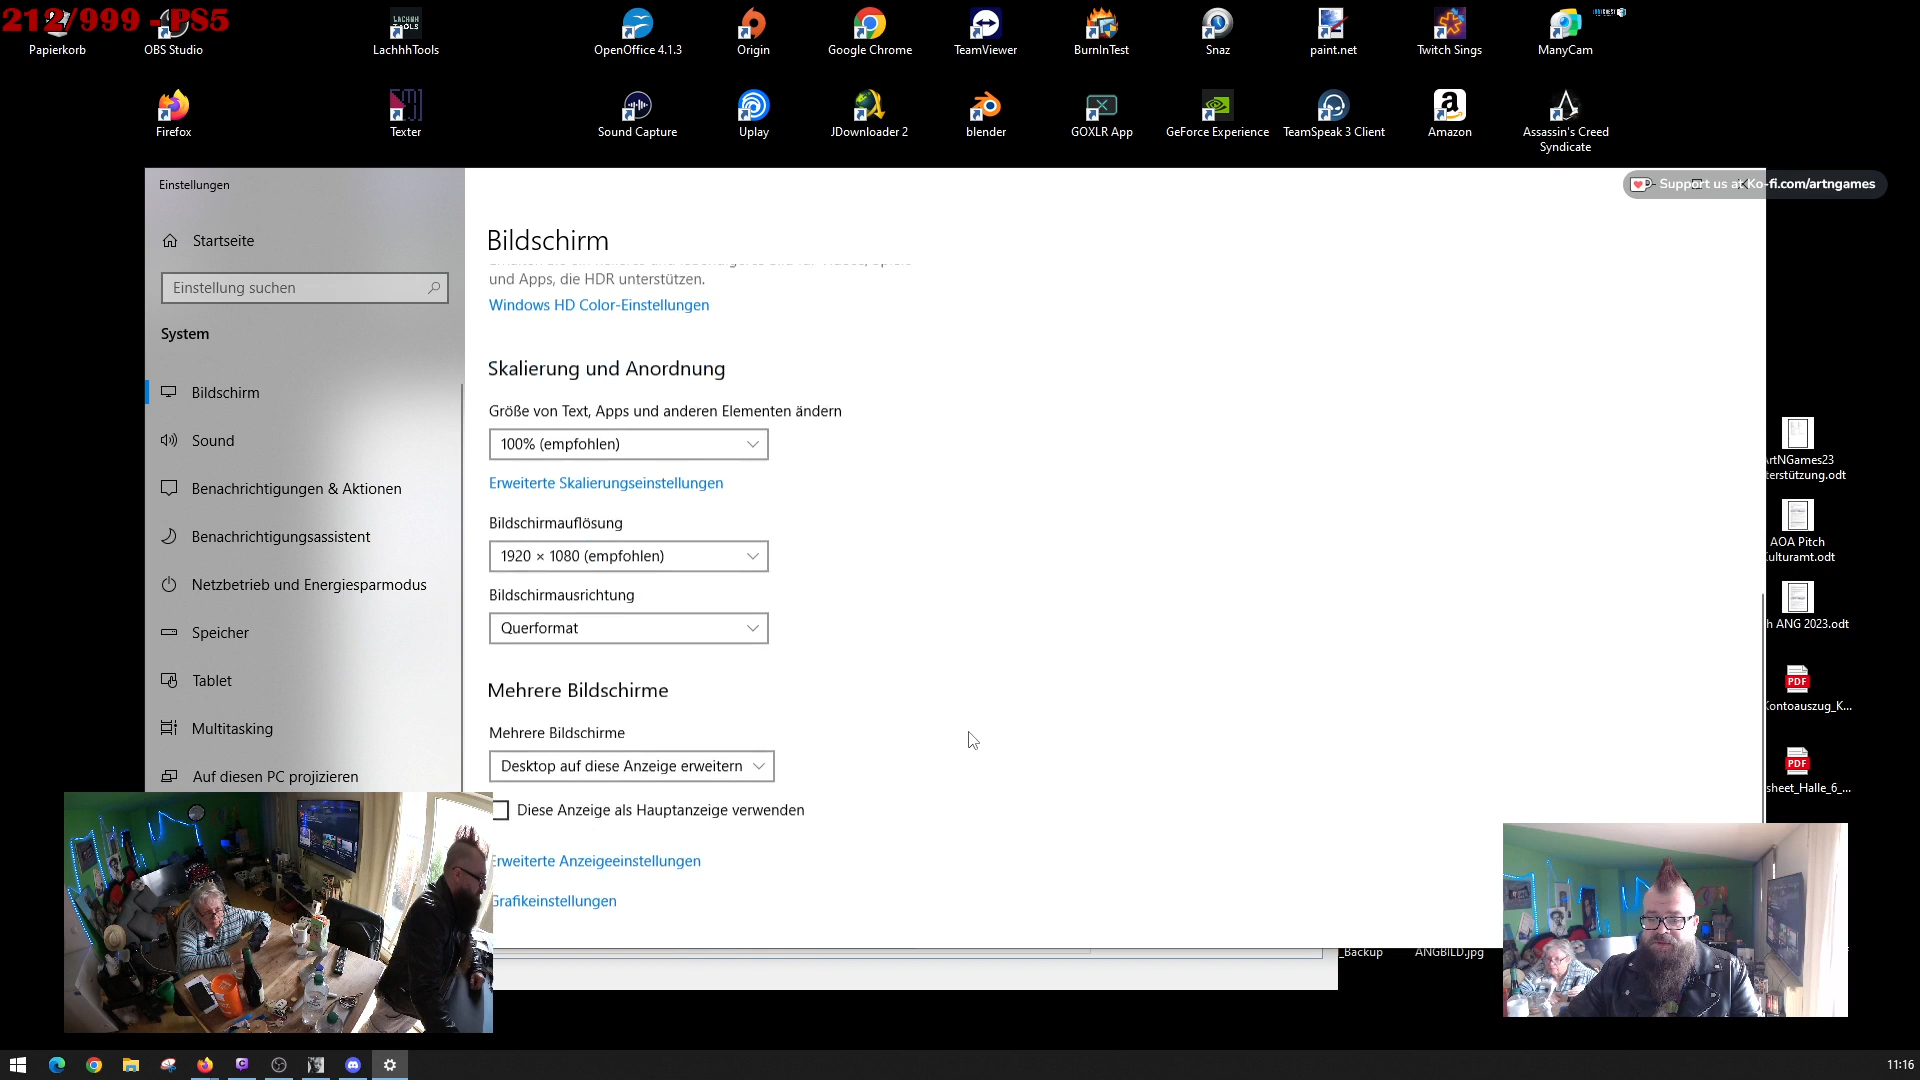 212/999 - PS5
Papierkorb
OBS Studio
LachhhTools
OpenOffice 4.1.3
Origin
Google Chrome
TeamViewer
BurnInTest
Snaz
paint.net
Twitch Sings
ManyCam
Firefox
Texter
Sound Capture
Uplay
JDownloader 2
blender
GOXLR App
GeForce Experience
TeamSpeak 3 Client
Amazon
Assassin's Creed
Syndicate
Einstellungen
Support us at Ko-fi.com/artngames
Startseite
Einstellung suchen
System
Bildschirm
Sound
Benachrichtigungen & Aktionen
Benachrichtigungsassistent
Netzbetrieb und Energiesparmodus
Speicher
Tablet
Multitasking
Auf diesen PC projizieren
Bildschirm
und Apps, die HDR unterstützen.
Windows HD Color-Einstellungen
Skalierung und Anordnung
Größe von Text, Apps und anderen Elementen ändern
100% (empfohlen)
Erweiterte Skalierungseinstellungen
Bildschirmauflösung
1920 × 1080 (empfohlen)
Bildschirmausrichtung
Querformat
Mehrere Bildschirme
Mehrere Bildschirme
Desktop auf diese Anzeige erweitern
Diese Anzeige als Hauptanzeige verwenden
Erweiterte Anzeigeeinstellungen
Grafikeinstellungen
ArtNGames23
terstützung.odt
AOA Pitch
ulturamt.odt
h ANG 2023.odt
PDF
Kontoauszug_K...
PDF
sheet_Halle_6_...
_Backup
ANGBILD.jpg
11:16